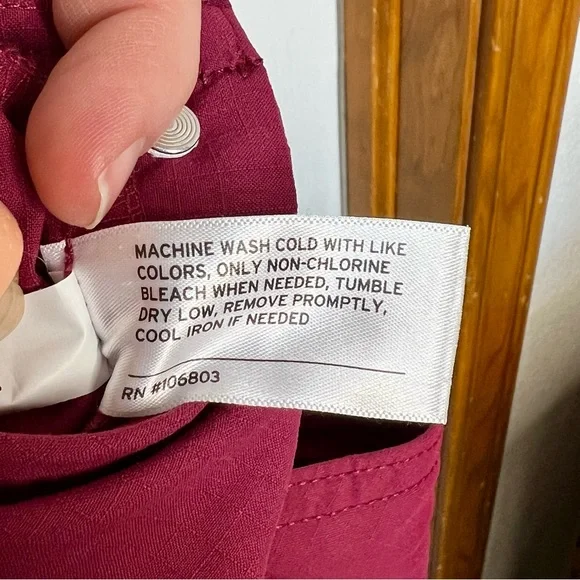 MACHINE WASH COLD WITH LIKE
COLORS, ONLY NON-CHLORINE
BLEACH WHEN NEEDED, TUMBLE
DRY LOW, REMOVE PROMPTLY,
COOL IRON IF NEEDED
RN #106803